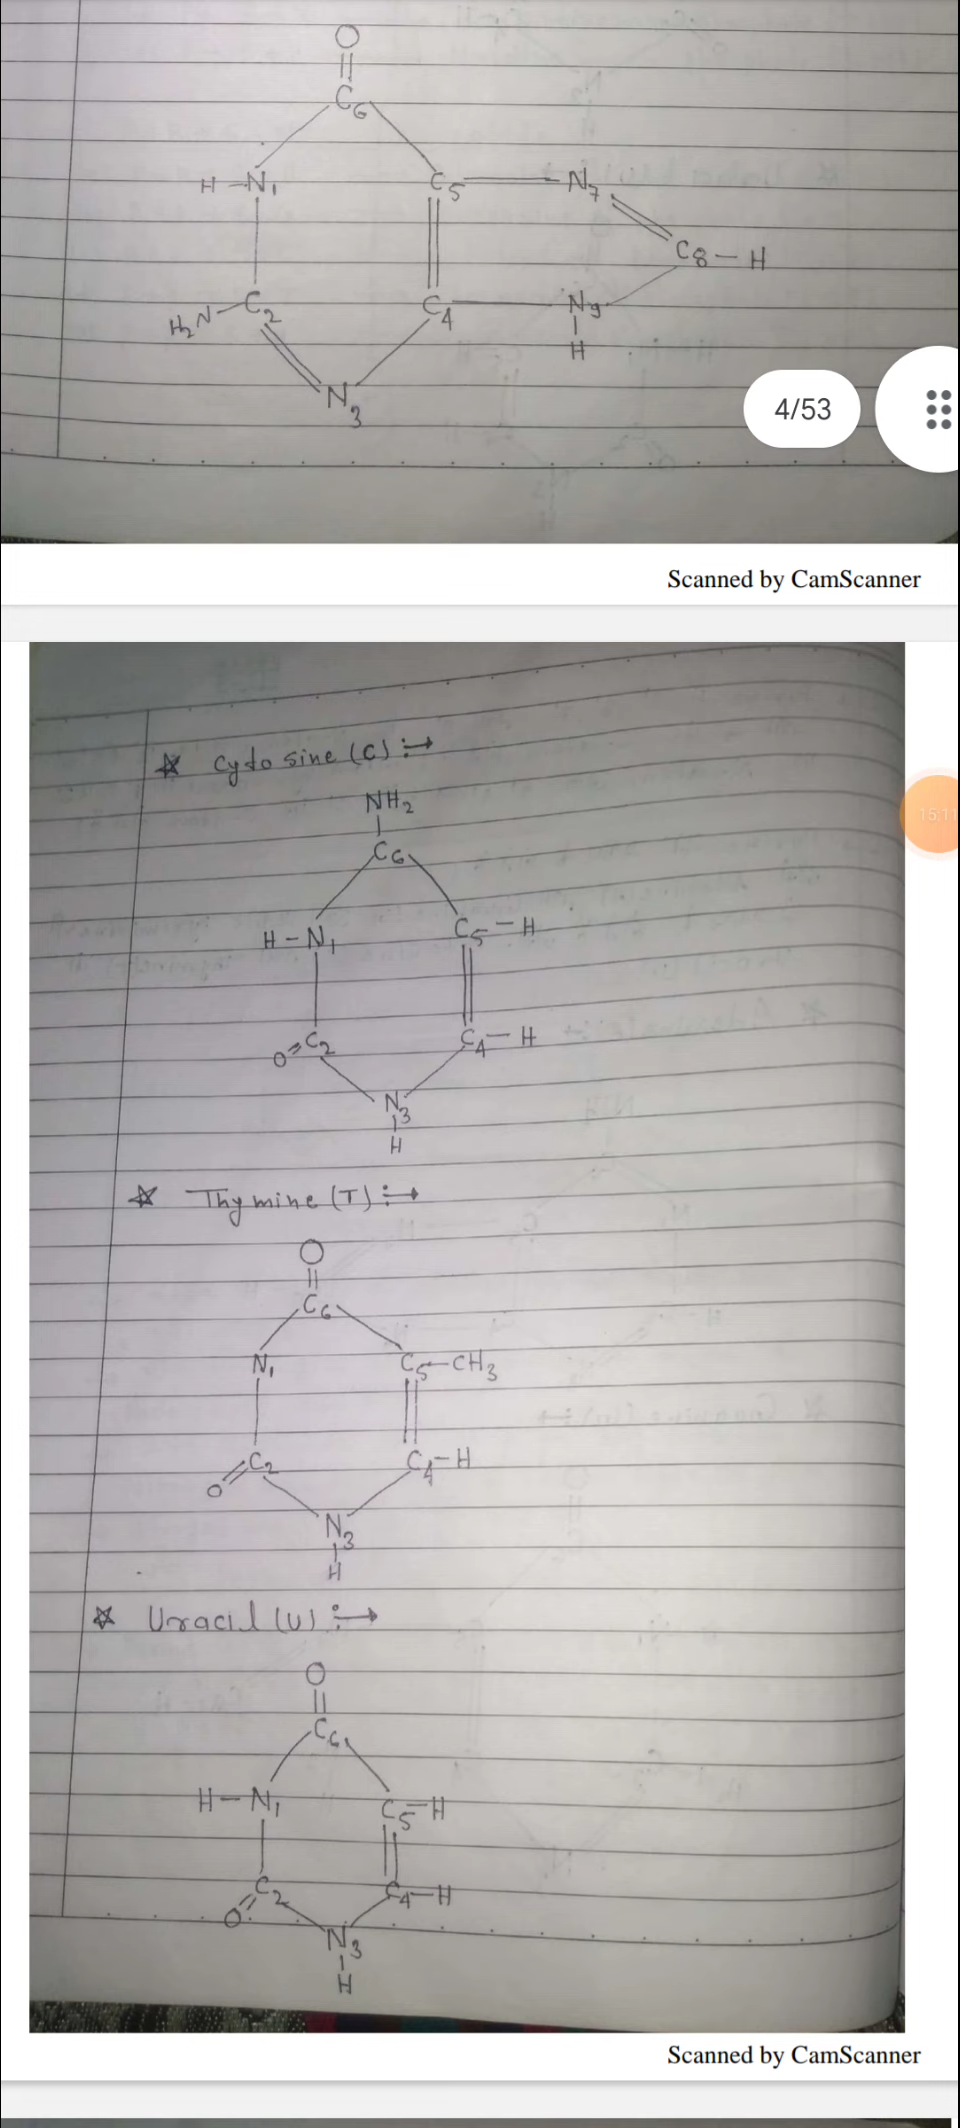 O
C6
H - N1 C5 N7
C8 - H
H2N - C2 C4 N9
H
N3
4/53
Scanned by CamScanner
☆ Cytosine (C) :→
NH2
C6
H - N1 C5 - H
O = C2 C4 - H
N3
H
☆ Thymine (T) :→
O
C6
N1 C5 - CH3
O = C2 C4 - H
N3
H
☆ Uracil (U) :→
O
C6
H - N1 C5 - H
O = C2 C4 - H
N3
H
Scanned by CamScanner
15:11